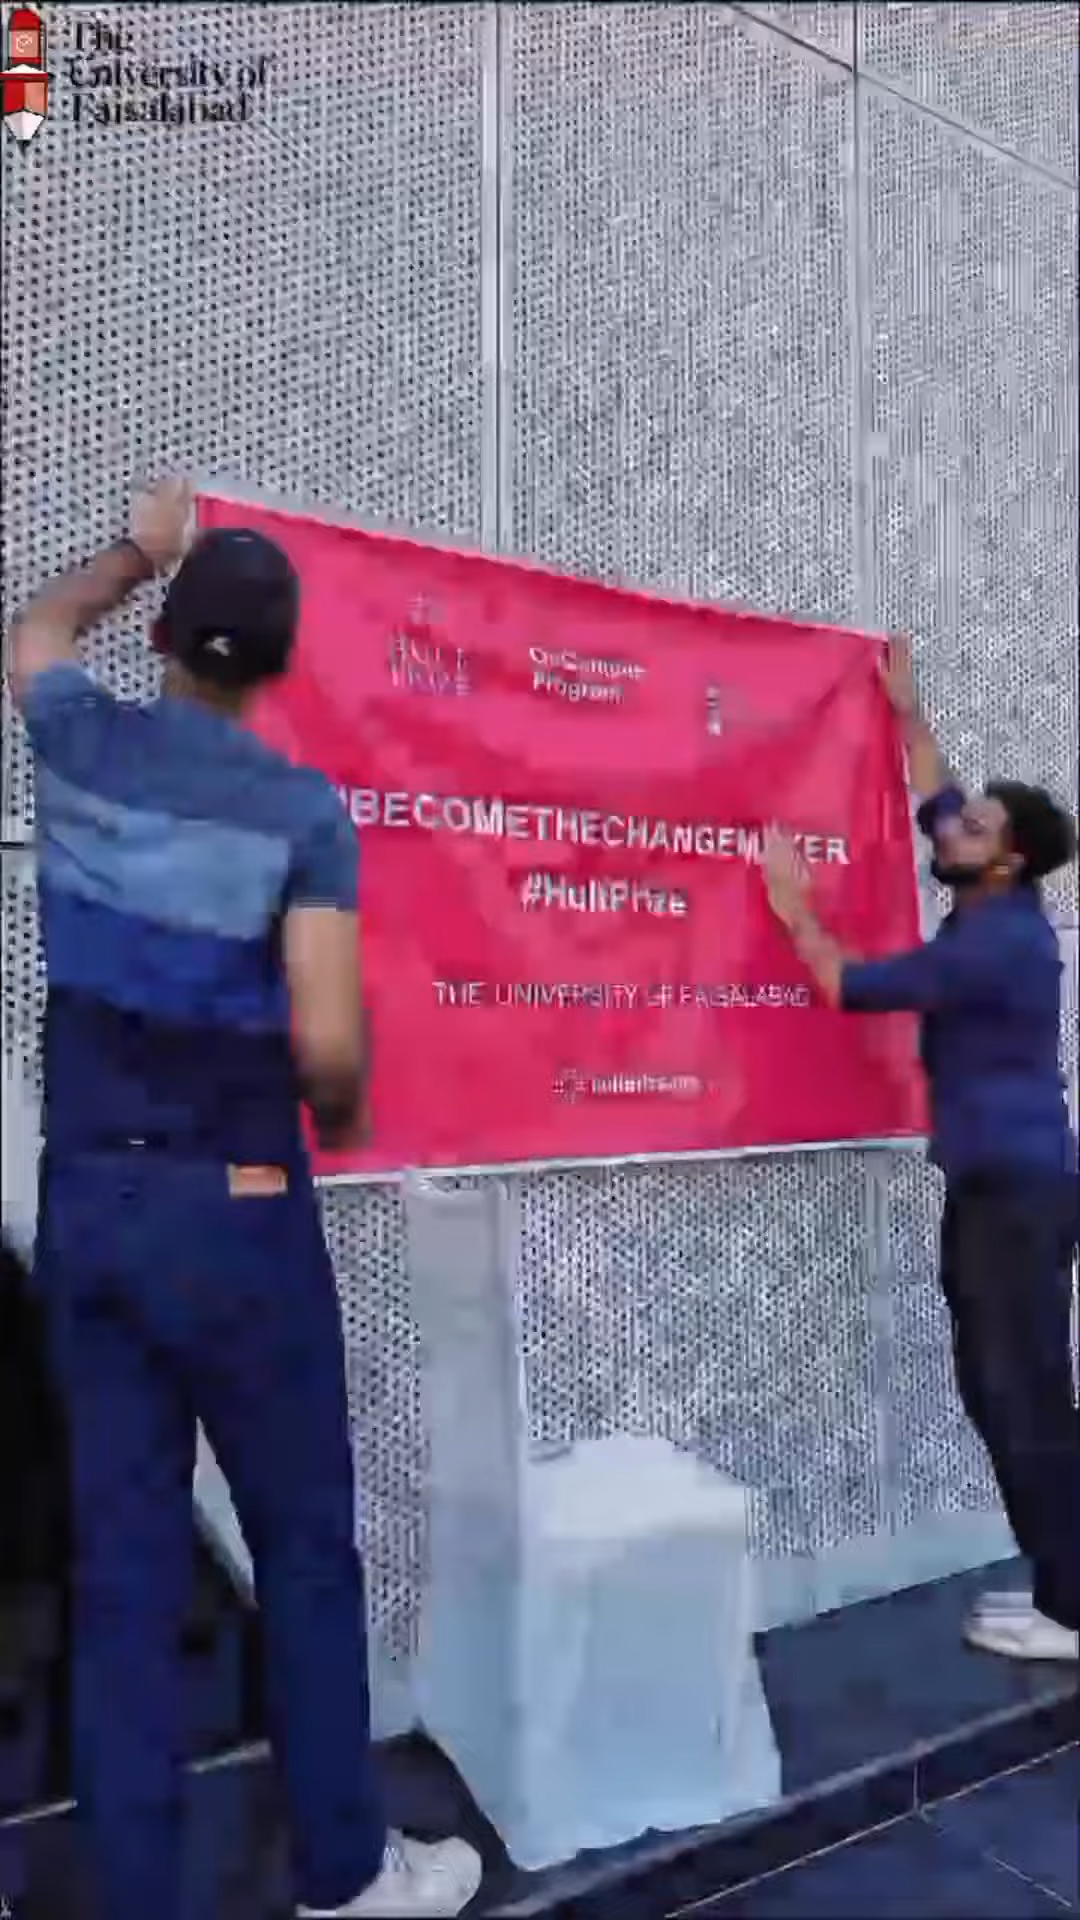 The
University of
Faisalabad
HULT
PRIZE
OnCampus
Program
#BECOMETHECHANGEMAKER
#HultPrize
THE UNIVERSITY OF FAISALABAD